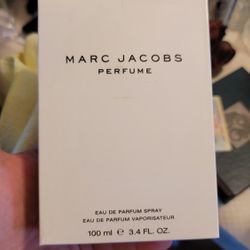 MARC JACOBS
PERFUME
EAU DE PARFUM SPRAY
EAU DE PARFUM VAPORISATEUR
100 ml ℮ 3.4 FL. OZ.